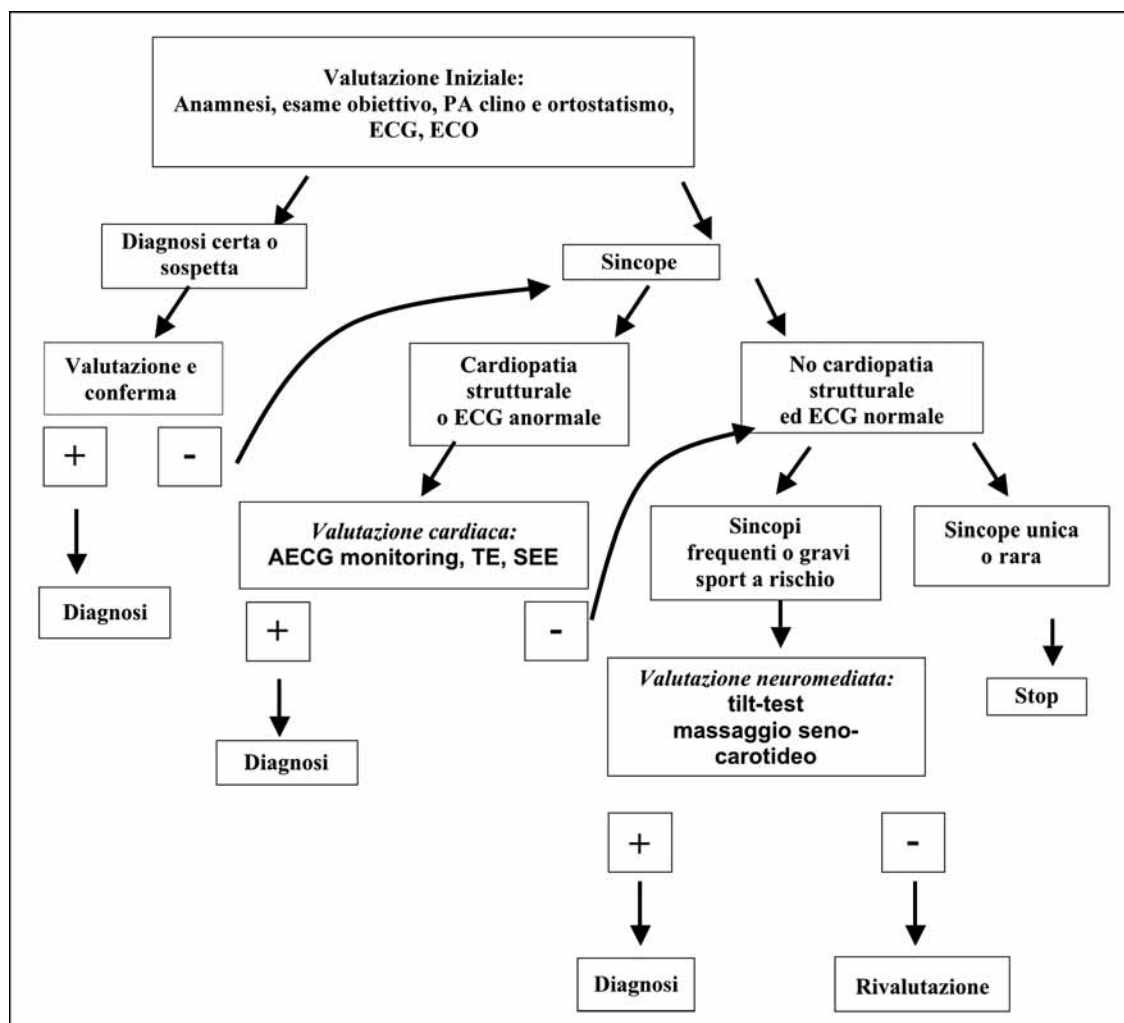 Valutazione Iniziale:
Anamnesi, esame obiettivo, PA clino e ortostatismo,
ECG, ECO
Diagnosi certa o
sospetta
Sincope
Valutazione e
conferma
Cardiopatia
strutturale
o ECG anormale
No cardiopatia
strutturale
ed ECG normale
+
-
Valutazione cardiaca:
AECG monitoring, TE, SEE
Sincopi
frequenti o gravi
sport a rischio
Sincope unica
o rara
Diagnosi
+
-
Valutazione neuromediata:
tilt-test
massaggio seno-
carotideo
Stop
Diagnosi
+
-
Diagnosi
Rivalutazione